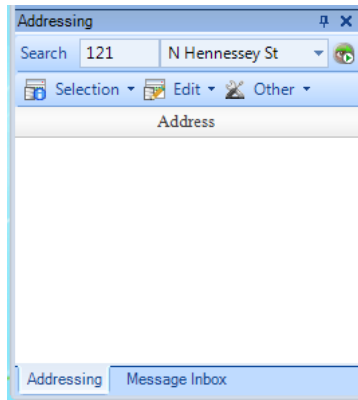 Addressing
Search 121 N Hennessey St
Selection Edit Other
Address
Addressing Message Inbox